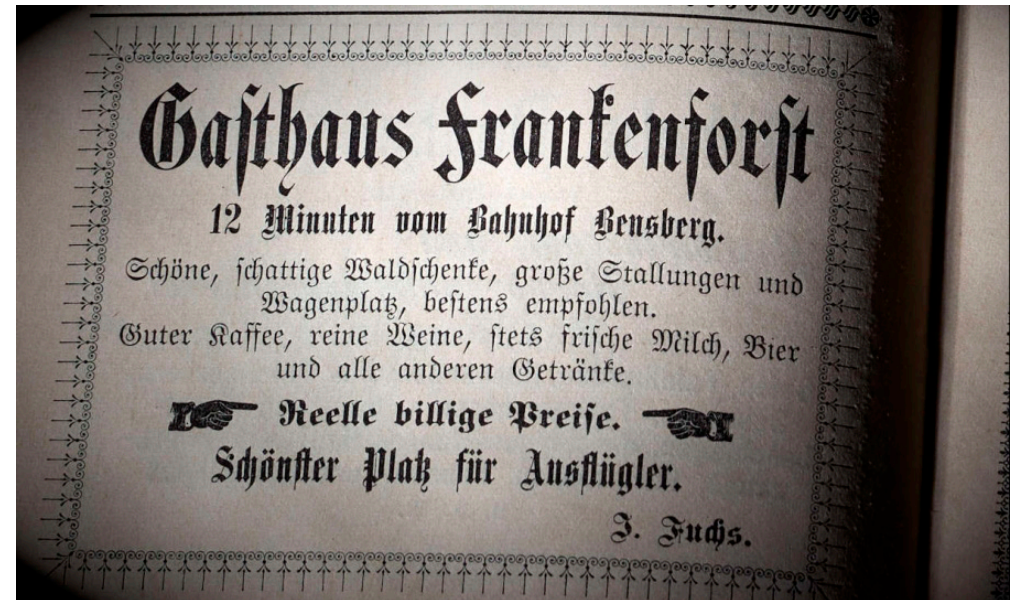 Gasthaus Frankenforst
12 Minuten vom Bahnhof Bensberg.
Schöne, schattige Waldschenke, große Stallungen und
Wagenplatz, bestens empfohlen.
Guter Kaffee, reine Weine, stets frische Milch, Bier
und alle anderen Getränke.
Reelle billige Preise.
Schönster Platz für Ausflügler.
J. Fuchs.